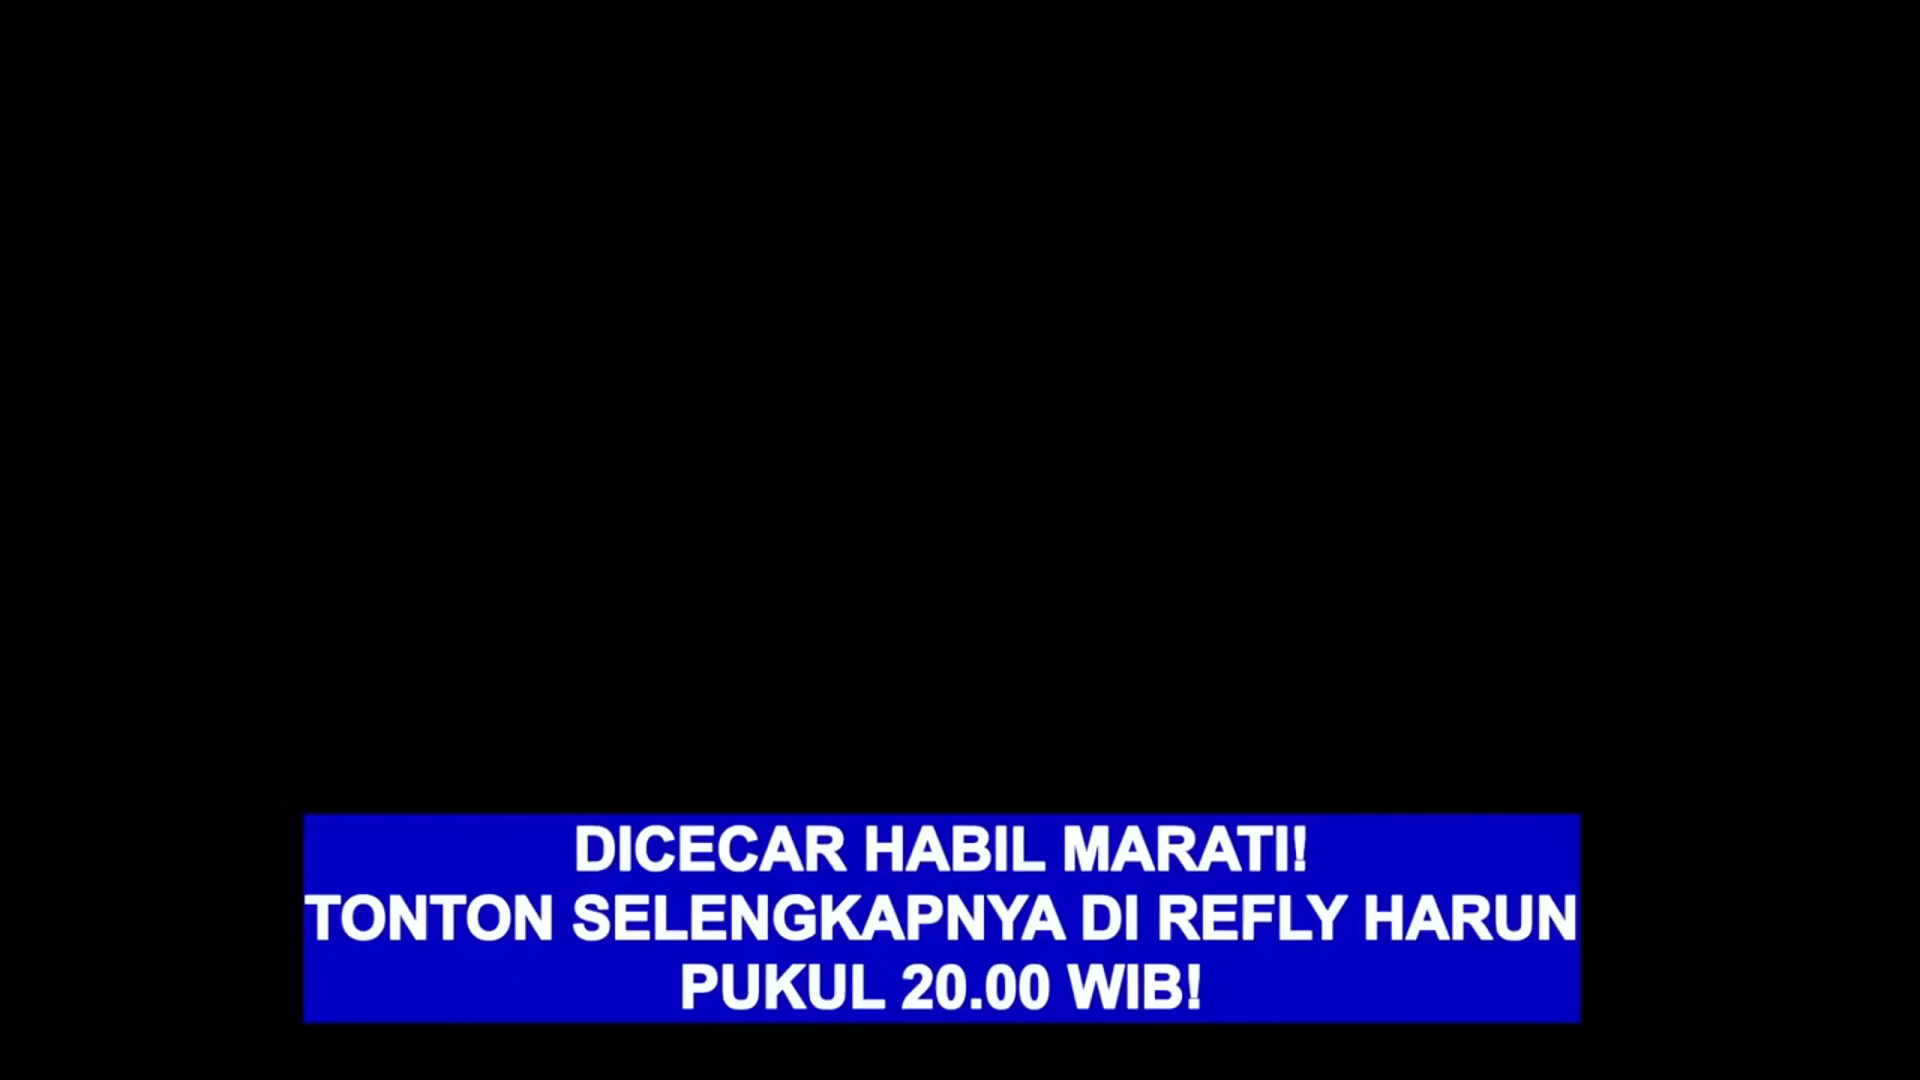 DICECAR HABIL MARATI!
TONTON SELENGKAPNYA DI REFLY HARUN
PUKUL 20.00 WIB!